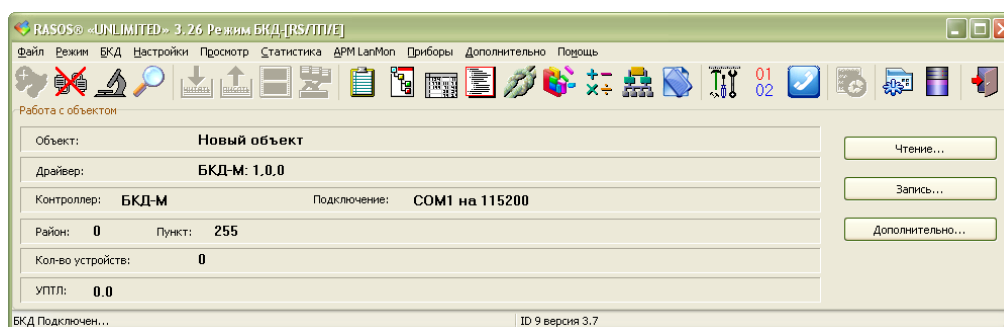 RASOS® «UNLIMITED» 3.26 Режим БКД-[RS/ТП/E]
Файл Режим БКД Настройки Просмотр Статистика АРМ LanMon Приборы Дополнительно Помощь
читать писать 01
02
Работа с объектом
Объект: Новый объект
Чтение...
Драйвер: БКД-М: 1,0,0
Запись...
Контроллер: БКД-М Подключение: COM1 на 115200
Район: 0 Пункт: 255
Дополнительно...
Кол-во устройств: 0
УПТЛ: 0.0
БКД Подключен... ID 9 версия 3.7